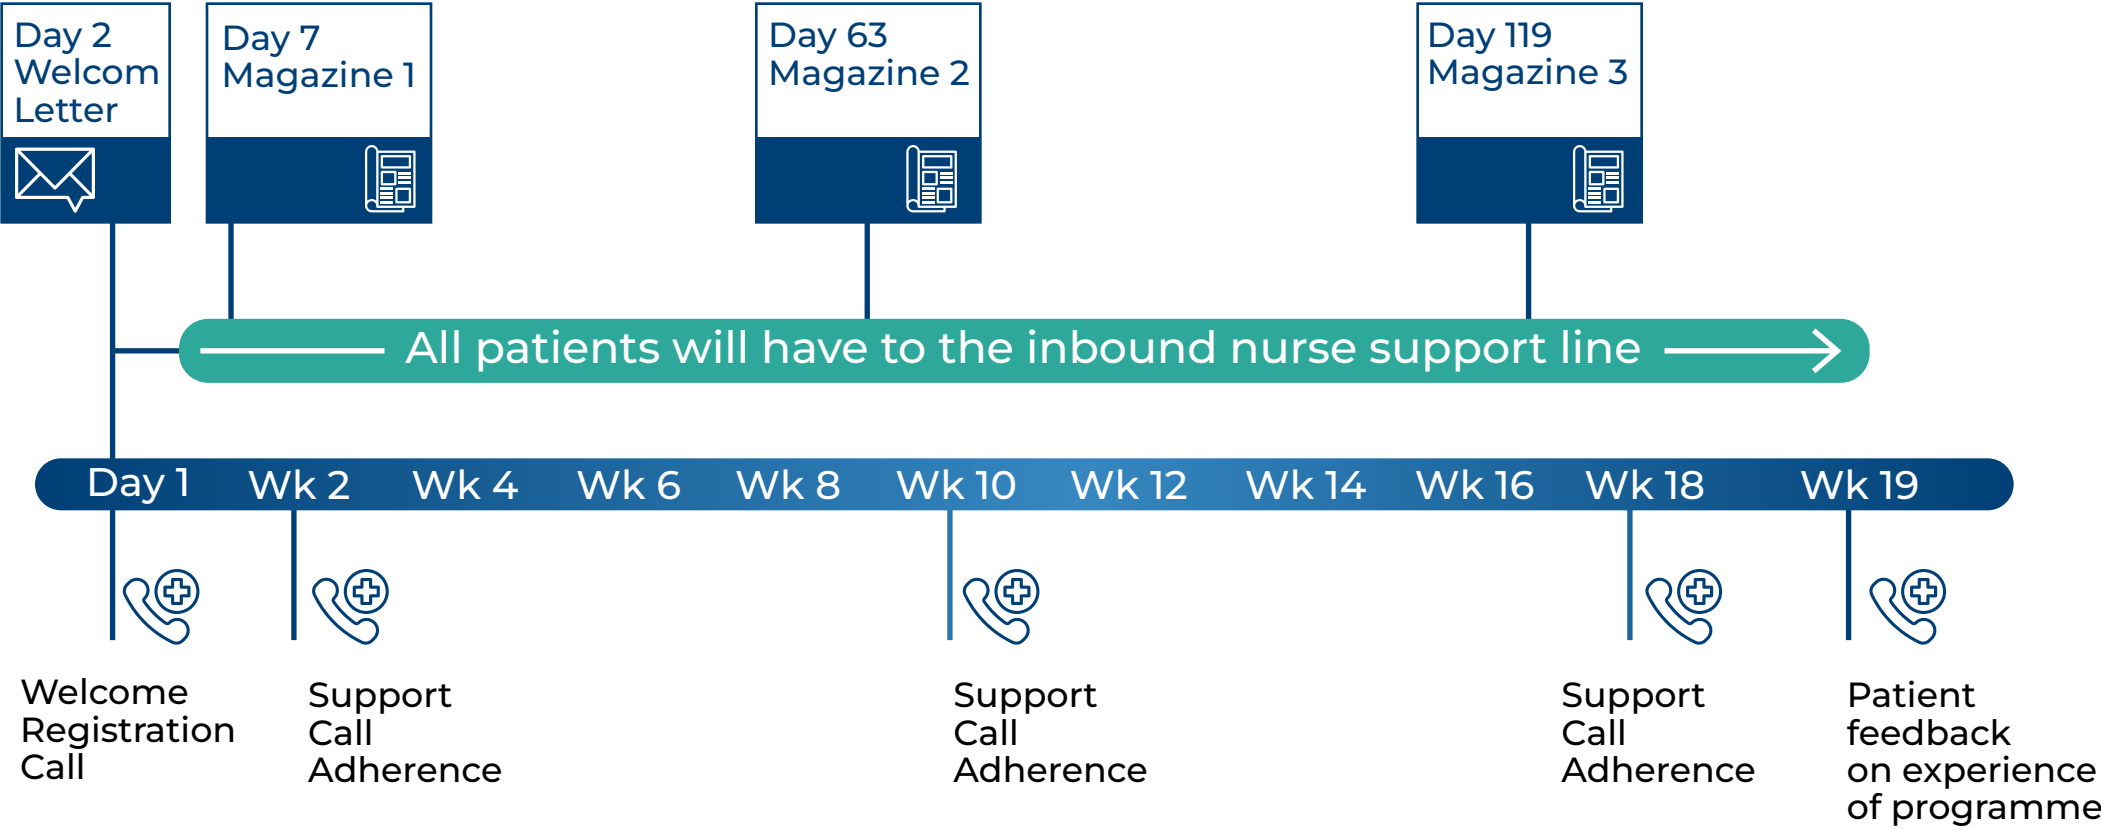 Day 2
Welcom
Letter
Day 7
Magazine 1
Day 63
Magazine 2
Day 119
Magazine 3
All patients will have to the inbound nurse support line
Day 1 Wk 2 Wk 4 Wk 6 Wk 8 Wk 10 Wk 12 Wk 14 Wk 16 Wk 18 Wk 19
Welcome
Registration
Call
Support
Call
Adherence
Support
Call
Adherence
Support
Call
Adherence
Patient
feedback
on experience
of programme